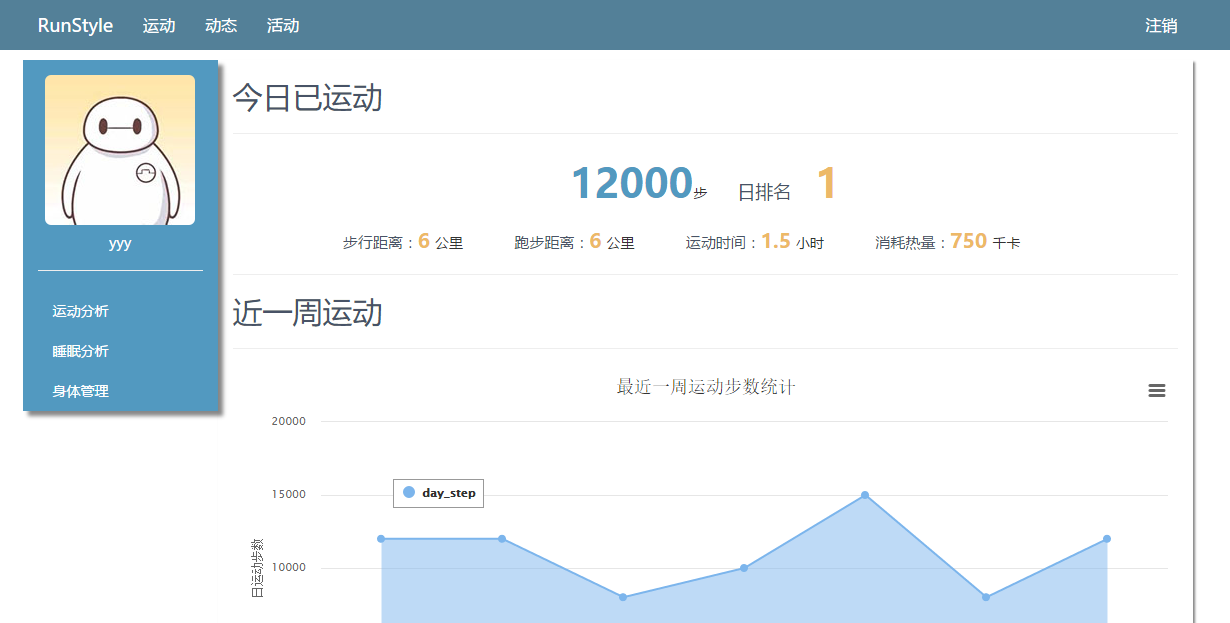 RunStyle 运动 动态 活动 注销
yyy
运动分析
睡眠分析
身体管理
今日已运动
12000步 日排名 1
步行距离：6 公里 跑步距离：6 公里 运动时间：1.5 小时 消耗热量：750 千卡
近一周运动
最近一周运动步数统计
20000
15000
10000
day_step
日运动步数